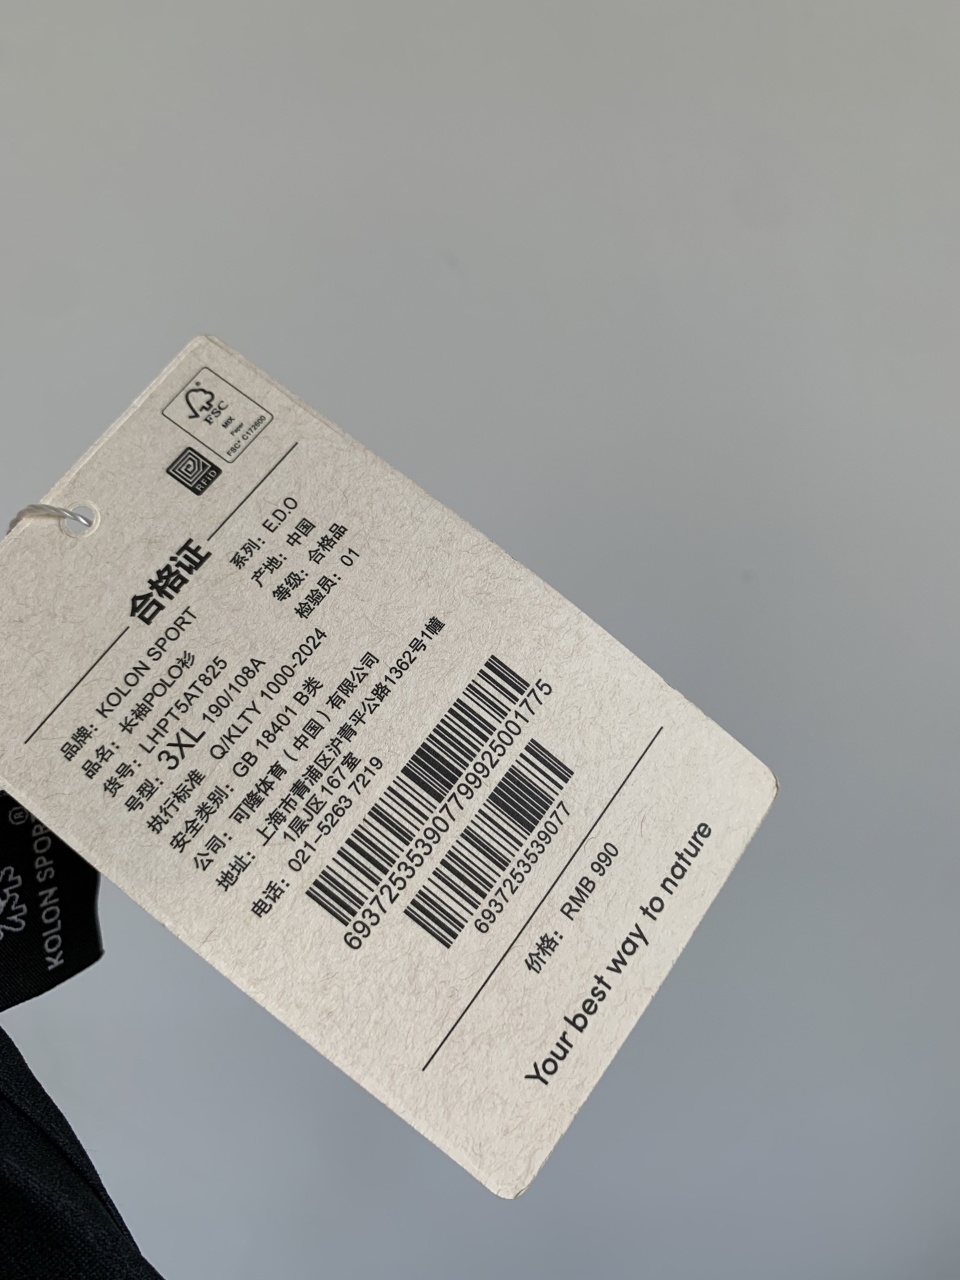 FSC
MIX
Paper
FSC® C172800
RFID
合格证
品牌：KOLON SPORT
系列：E.D.O
品名：长袖POLO衫
产地：中国
货号：LHPT5AT825
等级：合格品
号型：3XL 190/108A
检验员：01
执行标准 Q/KLTY 1000-2024
安全类别：GB 18401 B类
公司：可隆体育（中国）有限公司
地址：上海市青浦区沪青平公路1362号1幢
1层J区 167室
电话：021-5263 7219
693725353907799925001775
6937253539077
价格：RMB 990
Your best way to nature
KOLON SPORT
®